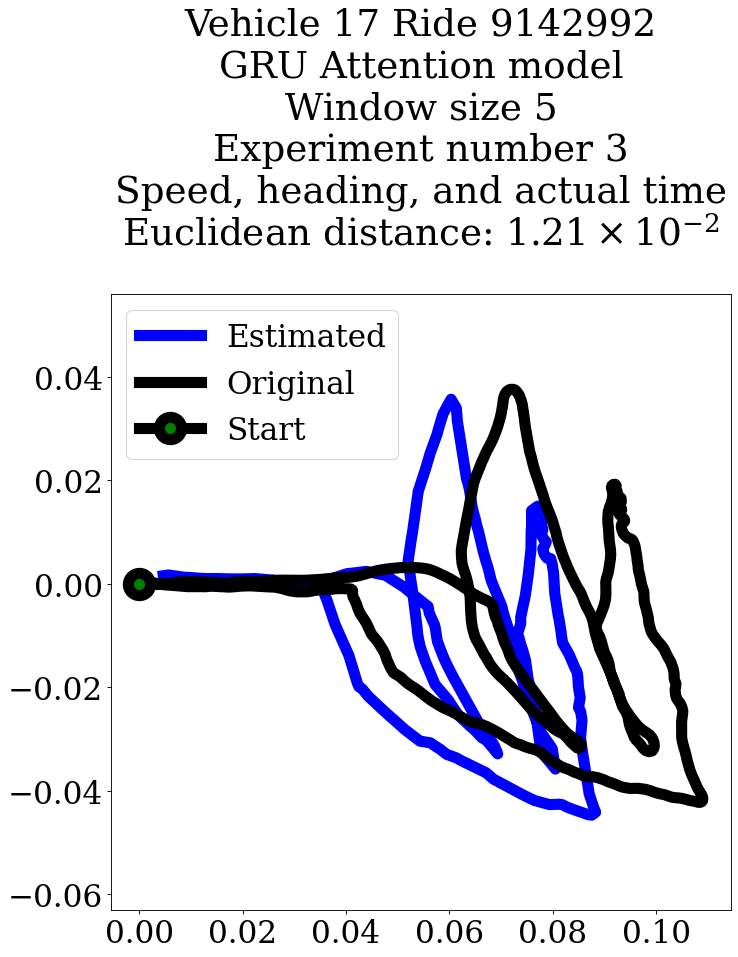 Vehicle 17 Ride 9142992
GRU Attention model
Window size 5
Experiment number 3
Speed, heading, and actual time
Euclidean distance: 1.21 × 10⁻²
Estimated
Original
Start
0.04
0.02
0.00
−0.02
−0.04
−0.06
0.00 0.02 0.04 0.06 0.08 0.10